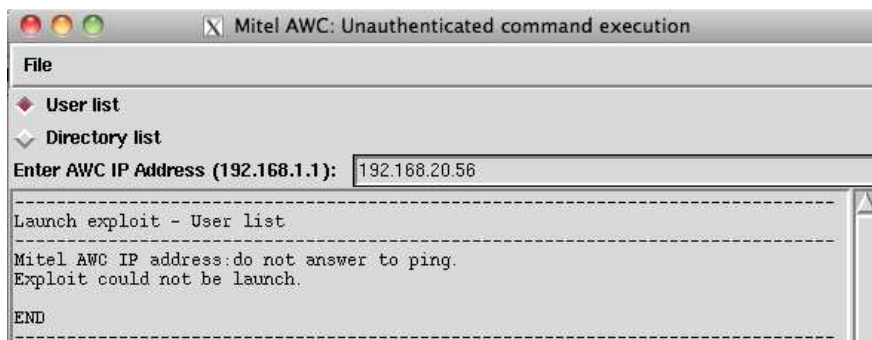 Mitel AWC: Unauthenticated command execution
File
User list
Directory list
Enter AWC IP Address (192.168.1.1): 192.168.20.56
--------------------------------------------------------------------------------
Launch exploit - User list
--------------------------------------------------------------------------------
Mitel AWC IP address:do not answer to ping.
Exploit could not be launch.
END
--------------------------------------------------------------------------------